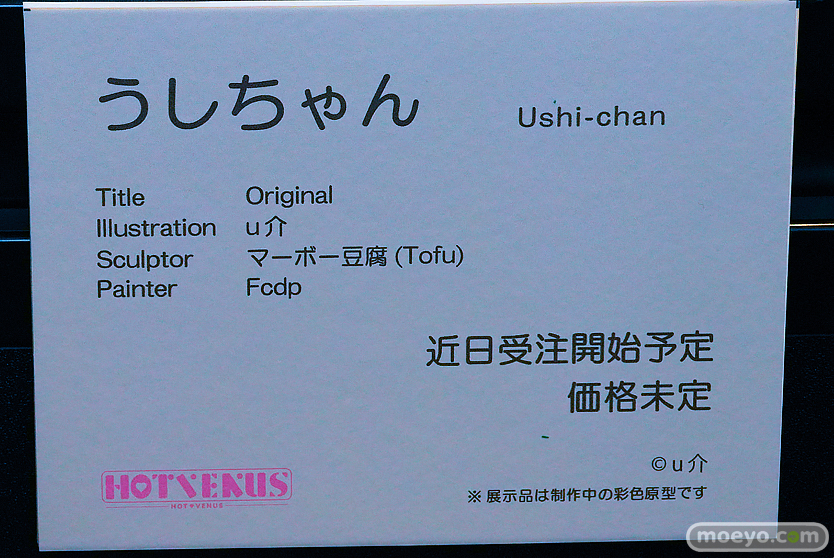 うしちゃん Ushi-chan
Title Original
Illustration u介
Sculptor マーボー豆腐 (Tofu)
Painter Fcdp
近日受注開始予定
価格未定
©u介
HOTVENUS
HOT♥VENUS
※展示品は制作中の彩色原型です
moeyo.com